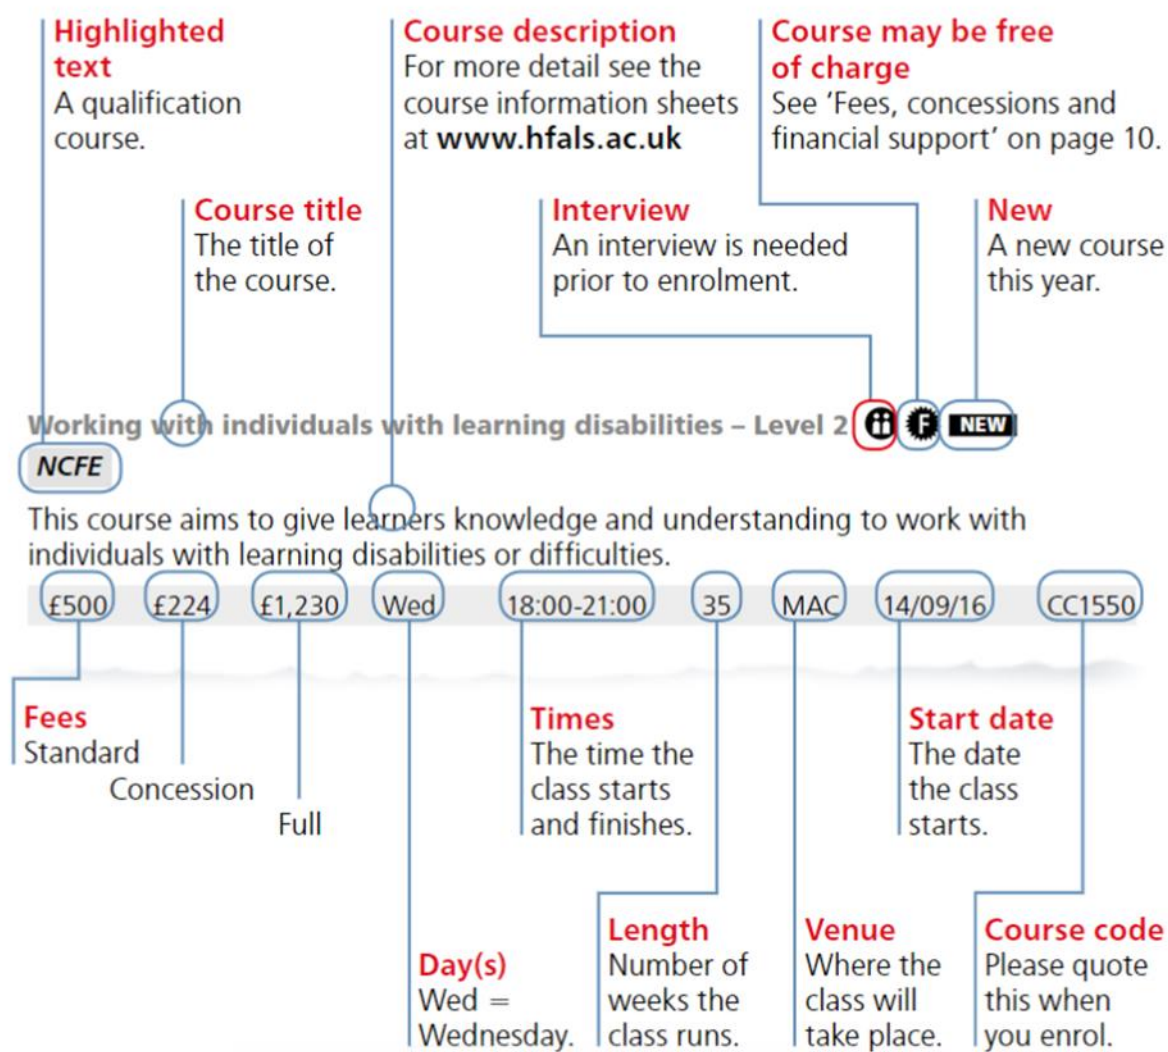 Highlighted
text
A qualification
course.
Course description
For more detail see the
course information sheets
at www.hfals.ac.uk
Course may be free
of charge
See ‘Fees, concessions and
financial support’ on page 10.
Course title
The title of
the course.
Interview
An interview is needed
prior to enrolment.
New
A new course
this year.
Working with individuals with learning disabilities – Level 2 F NEW
NCFE
This course aims to give learners knowledge and understanding to work with
individuals with learning disabilities or difficulties.
£500 £224 £1,230 Wed 18:00-21:00 35 MAC 14/09/16 CC1550
Fees
Standard
Concession
Full
Times
The time the
class starts
and finishes.
Start date
The date
the class
starts.
Day(s)
Wed =
Wednesday.
Length
Number of
weeks the
class runs.
Venue
Where the
class will
take place.
Course code
Please quote
this when
you enrol.